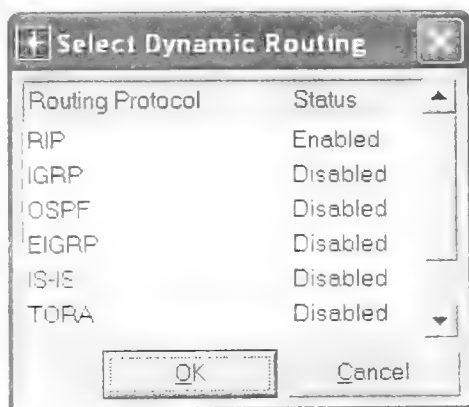 Select Dynamic Routing
Routing Protocol Status
RIP Enabled
IGRP Disabled
OSPF Disabled
EIGRP Disabled
IS-IS Disabled
TORA Disabled
OK Cancel